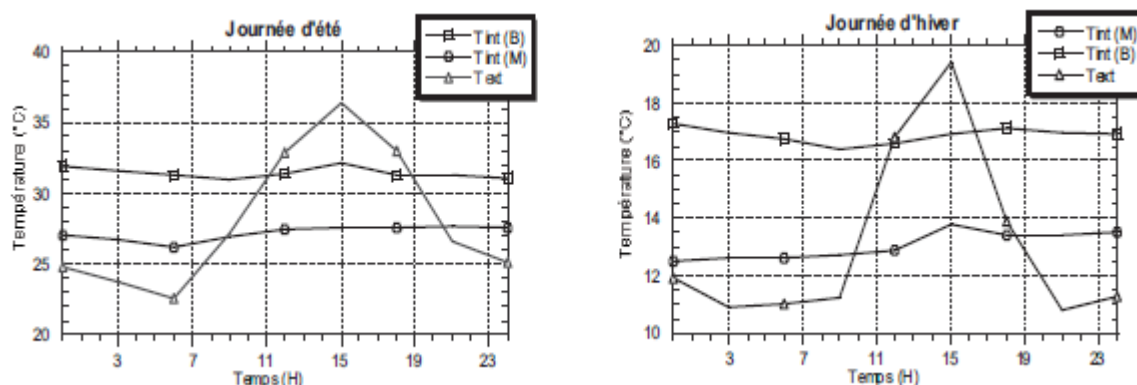 Journée d'été
Tint (B)
Tint (M)
Text
40
35
30
25
20
Température (°C)
3
7
11
15
19
23
Temps (H)
Journée d'hiver
Tint (M)
Tint (B)
Text
20
18
16
14
12
10
Température (°C)
3
7
11
15
19
23
Temps (H)